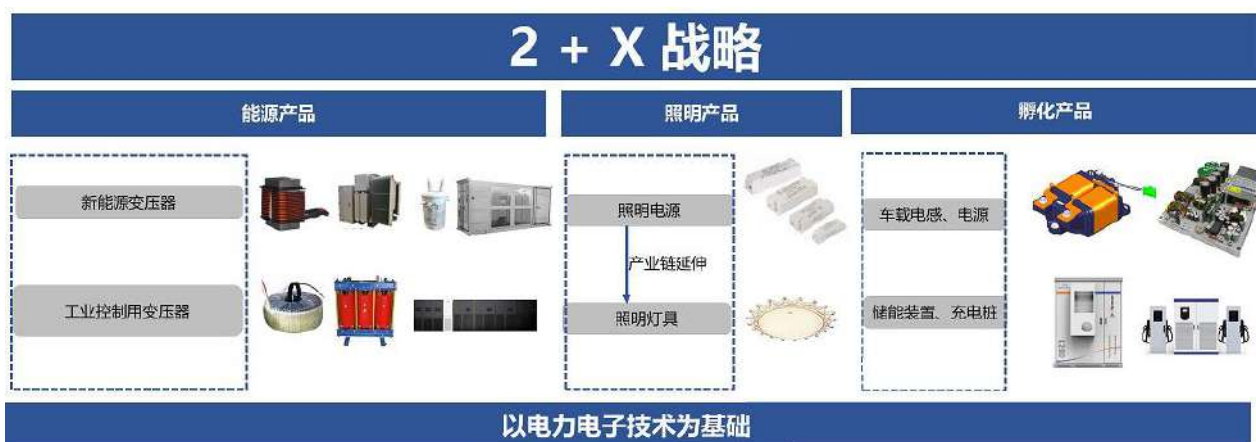 2 + X 战略
能源产品
照明产品
孵化产品
新能源变压器
工业控制用变压器
照明电源
产业链延伸
照明灯具
车载电感、电源
储能装置、充电桩
以电力电子技术为基础